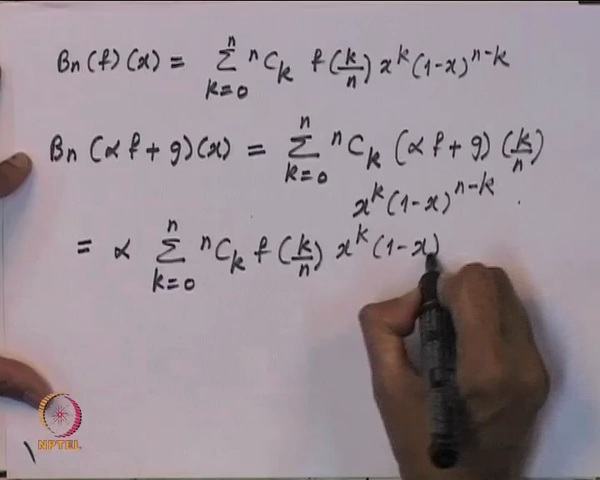 Bn(f)(x) = Σ_{k=0}^{n} ⁿC_k f(k/n) x^k (1-x)^{n-k}
Bn(αf+g)(x) = Σ_{k=0}^{n} ⁿC_k (αf+g)(k/n)
x^k (1-x)^{n-k}
= α Σ_{k=0}^{n} ⁿC_k f(k/n) x^k (1-x)
NPTEL